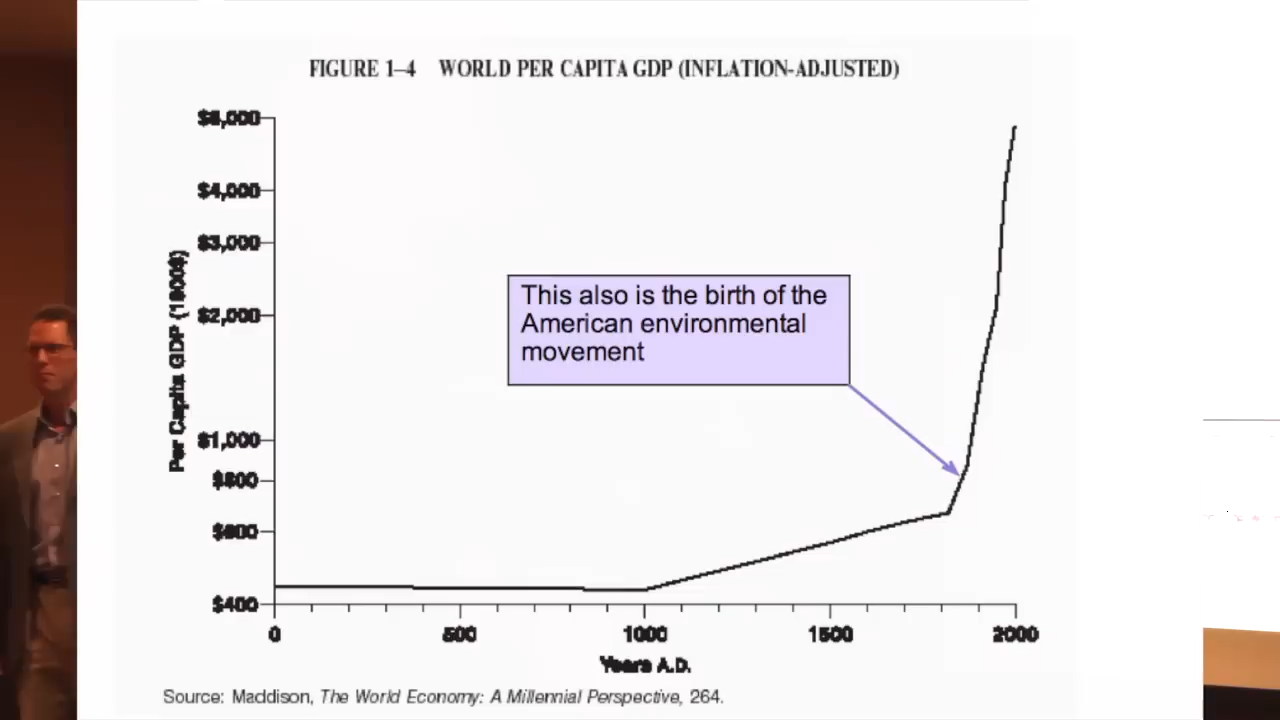 FIGURE 1–4 WORLD PER CAPITA GDP (INFLATION-ADJUSTED)
$6,000
$4,000
$3,000
$2,000
$1,000
$800
$600
$400
Per Capita GDP
This also is the birth of the
American environmental
movement
0 500 1000 1500 2000
Years A.D.
Source: Maddison, The World Economy: A Millennial Perspective, 264.